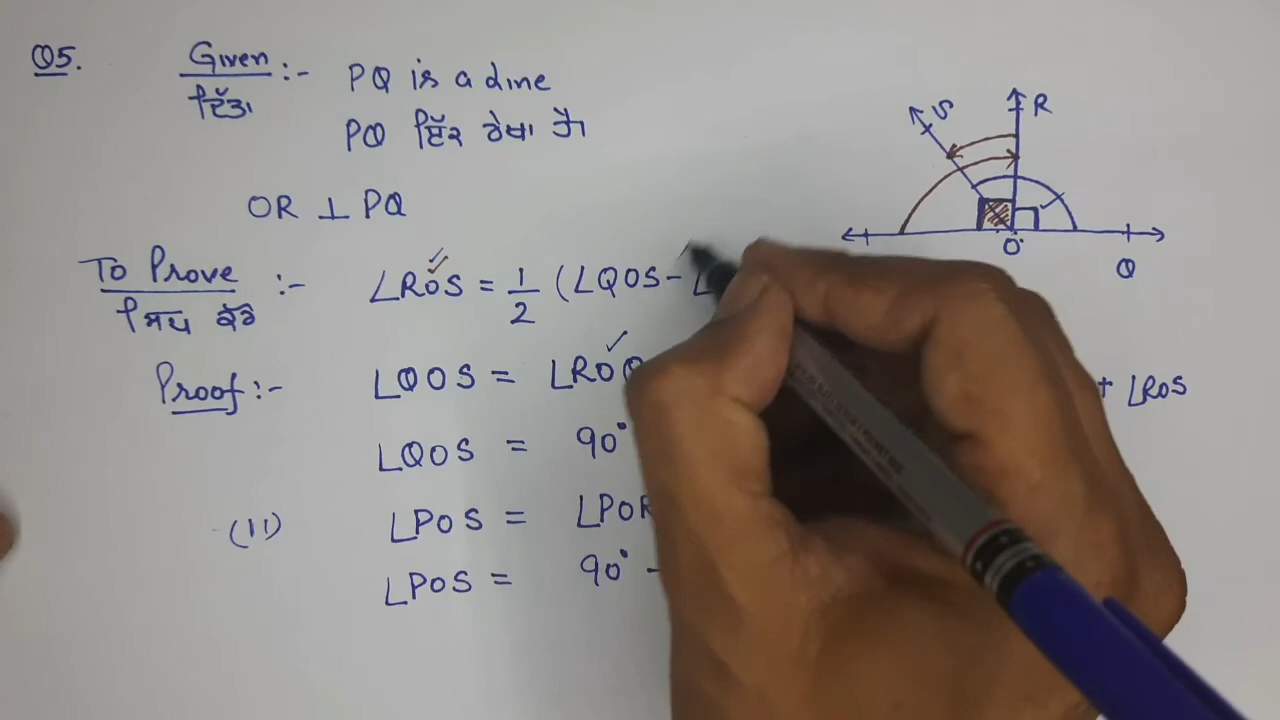 Q5. Given :- PQ is a Line
ਦਿੱਤਾ PQ ਇੱਕ ਰੇਖਾ ਹੈ
OR ⊥ PQ
To Prove :- ∠ROS = 1/2 (∠QOS - ∠
ਸਿੱਧ ਕਰੋ
Proof :- ∠QOS = ∠ROQ + ∠ROS
∠QOS = 90°
(II) ∠POS = ∠POR
∠POS = 90° -
S R
O Q